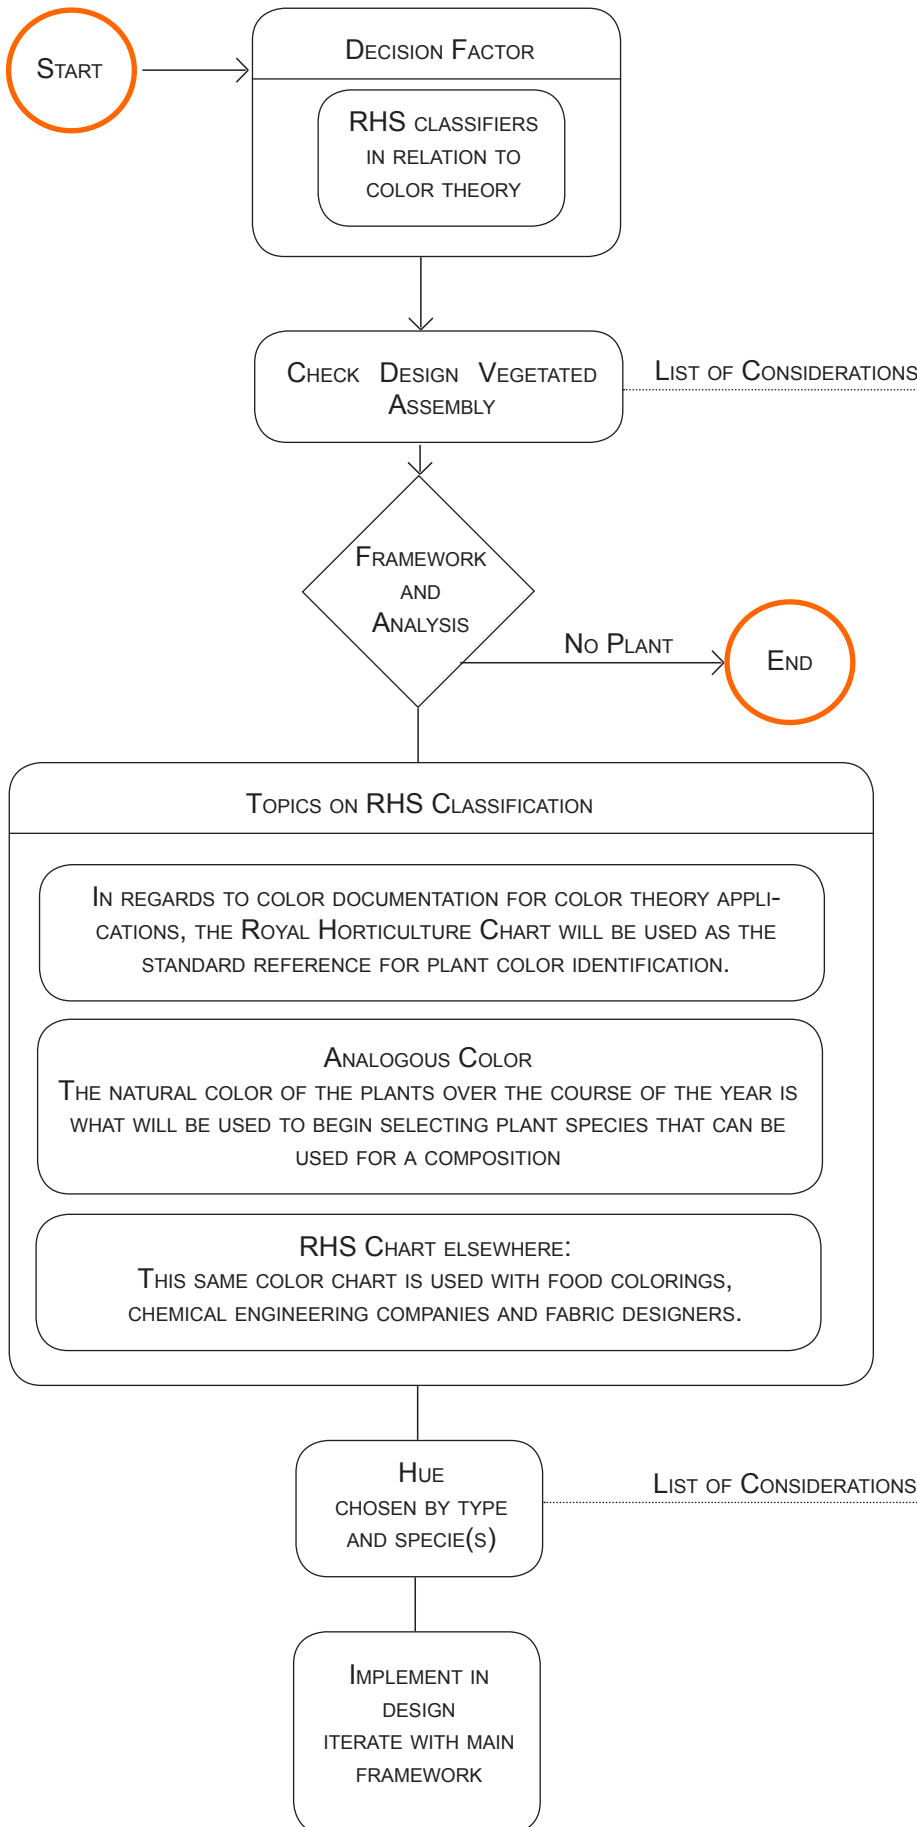 Start
Decision Factor
RHS classifiers
in relation to
color theory
Check Design Vegetated
Assembly
List of Considerations
Framework
and
Analysis
No Plant
End
Topics on RHS Classification
In regards to color documentation for color theory appli-
cations, the Royal Horticulture Chart will be used as the
standard reference for plant color identification.
Analogous Color
The natural color of the plants over the course of the year is
what will be used to begin selecting plant species that can be
used for a composition
RHS Chart elsewhere:
This same color chart is used with food colorings,
chemical engineering companies and fabric designers.
Hue
chosen by type
and specie(s)
List of Considerations
Implement in
design
iterate with main
framework